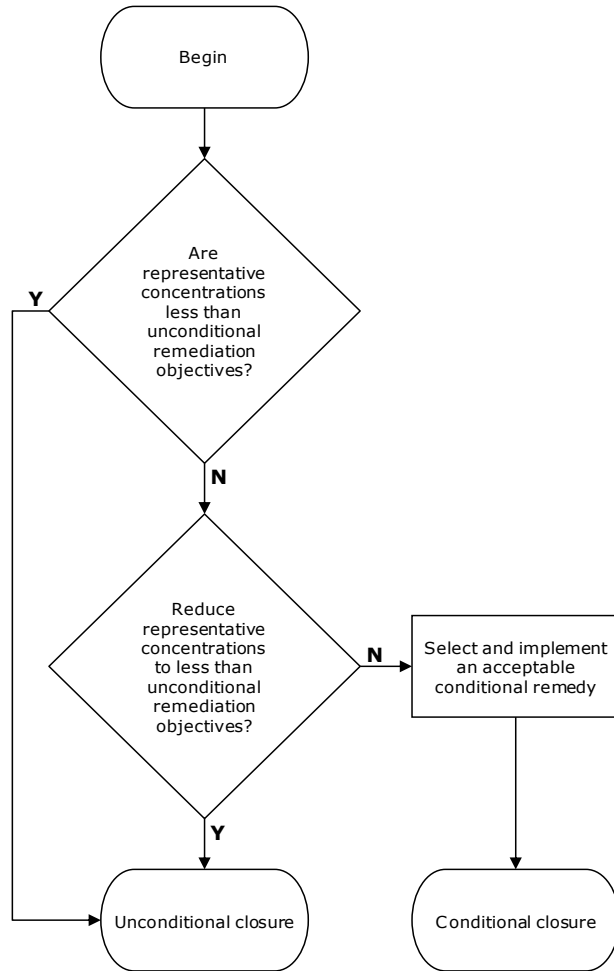 Begin
Are
representative
concentrations
less than
unconditional
remediation
objectives?
Y
N
Reduce
representative
concentrations
to less than
unconditional
remediation
objectives?
N
Select and implement
an acceptable
conditional remedy
Y
Unconditional closure
Conditional closure